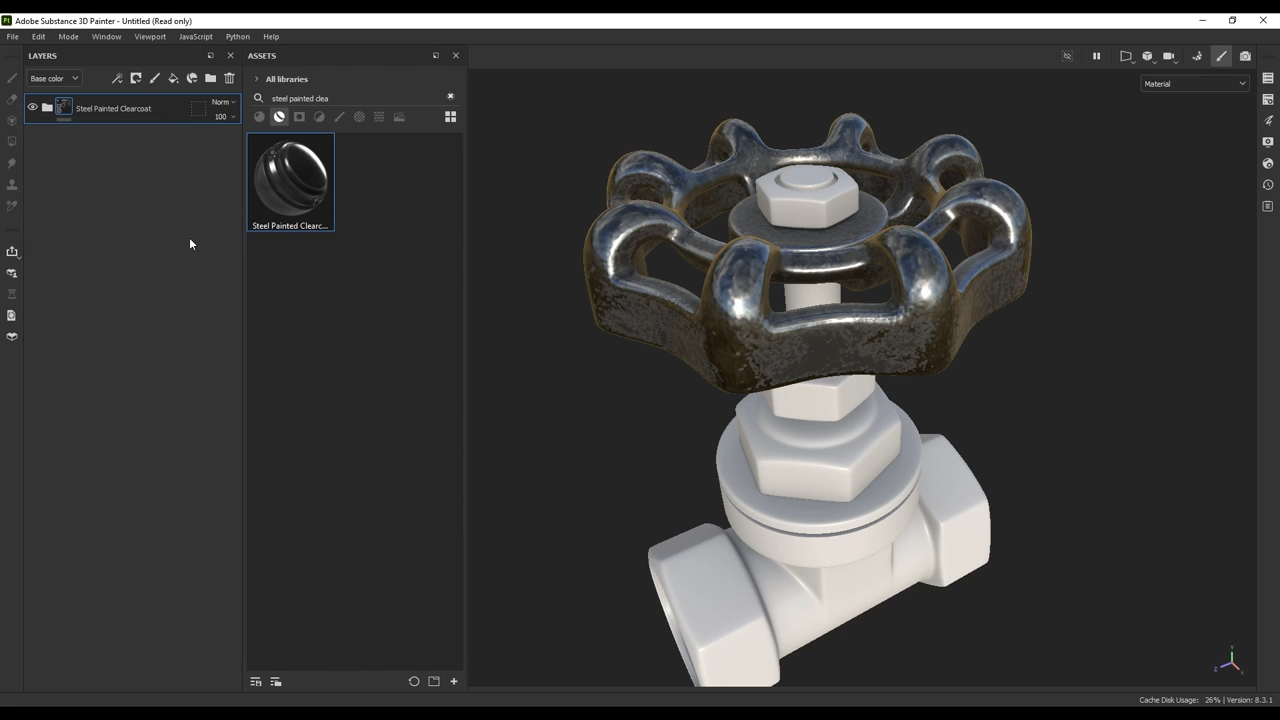 Pt Adobe Substance 3D Painter - Untitled (Read only)
File Edit Mode Window Viewport JavaScript Python Help
LAYERS
Base color
Steel Painted Clearcoat
Norm
100
ASSETS
All libraries
steel painted clea
Steel Painted Clearc...
Material
Y
Z
X
Cache Disk Usage: 26% | Version: 8.3.1